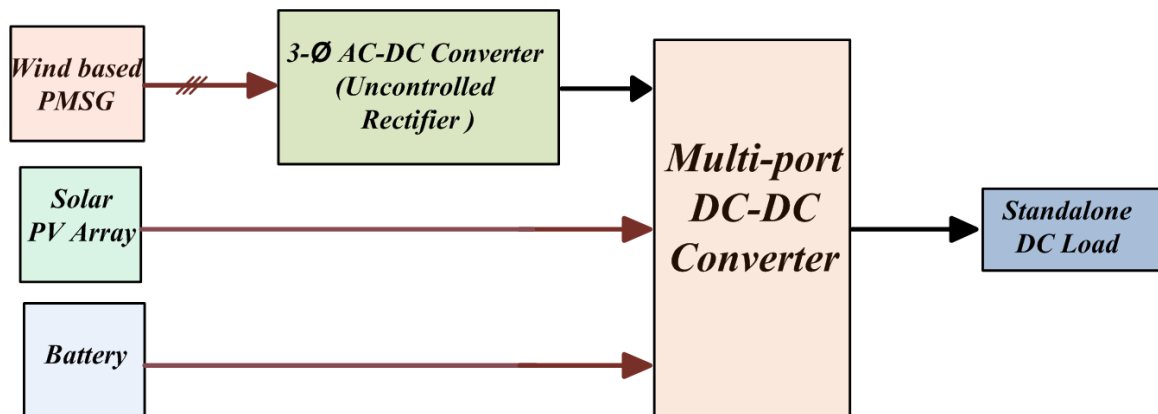 Wind based
PMSG
3-Ø AC-DC Converter
(Uncontrolled
Rectifier )
Solar
PV Array
Battery
Multi-port
DC-DC
Converter
Standalone
DC Load